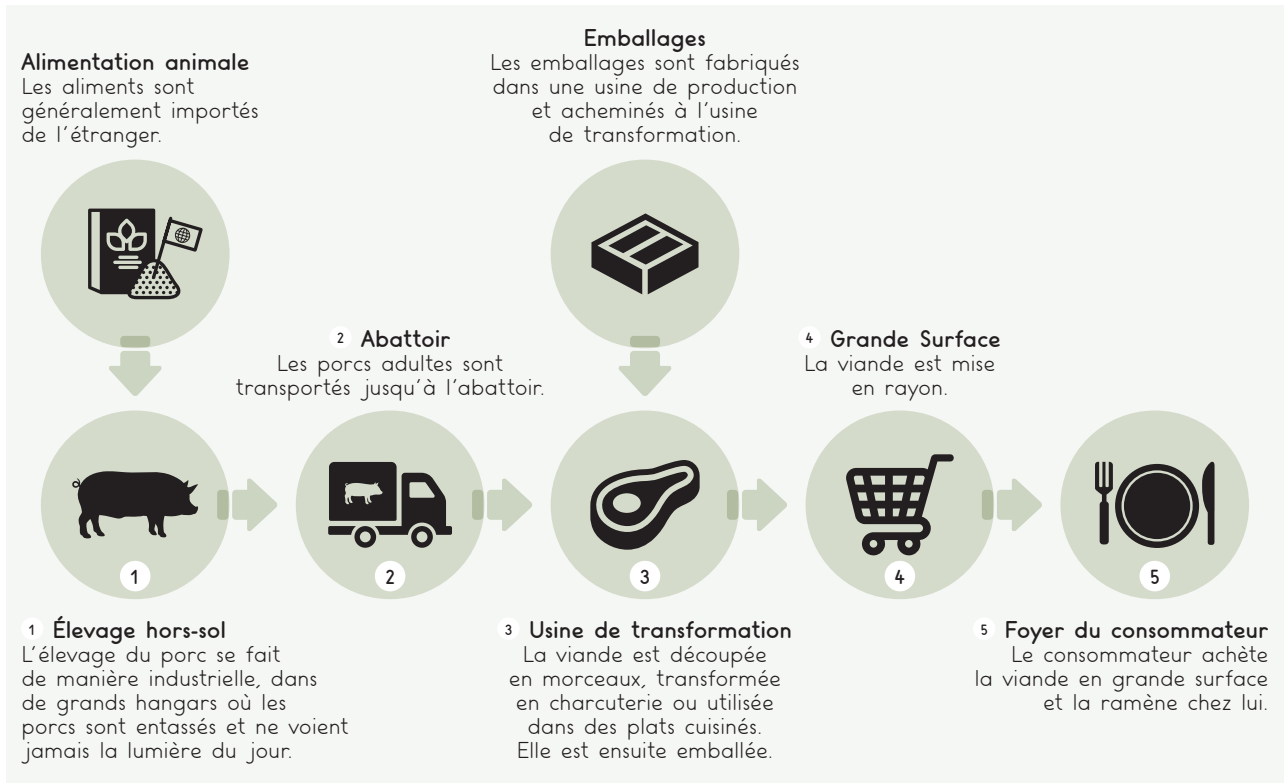 Alimentation animale
Les aliments sont
généralement importés
de l'étranger.
Emballages
Les emballages sont fabriqués
dans une usine de production
et acheminés à l'usine
de transformation.
2 Abattoir
Les porcs adultes sont
transportés jusqu'à l'abattoir.
4 Grande Surface
La viande est mise
en rayon.
1
2
3
4
5
1 Élevage hors-sol
L'élevage du porc se fait
de manière industrielle, dans
de grands hangars où les
porcs sont entassés et ne voient
jamais la lumière du jour.
3 Usine de transformation
La viande est découpée
en morceaux, transformée
en charcuterie ou utilisée
dans des plats cuisinés.
Elle est ensuite emballée.
5 Foyer du consommateur
Le consommateur achète
la viande en grande surface
et la ramène chez lui.